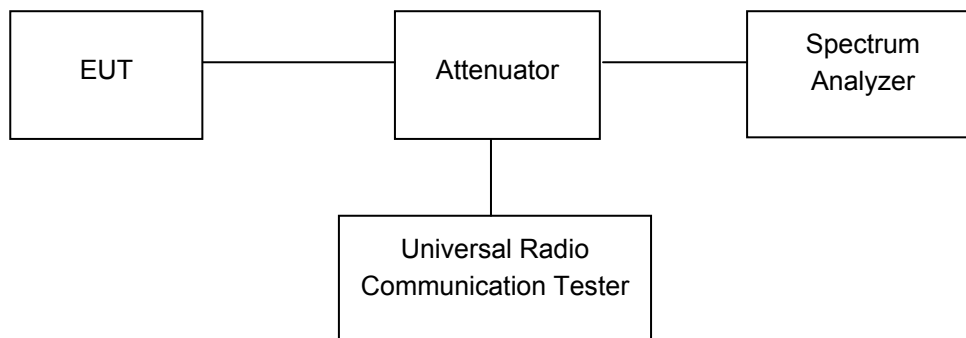 EUT
Attenuator
Spectrum
Analyzer
Universal Radio
Communication Tester